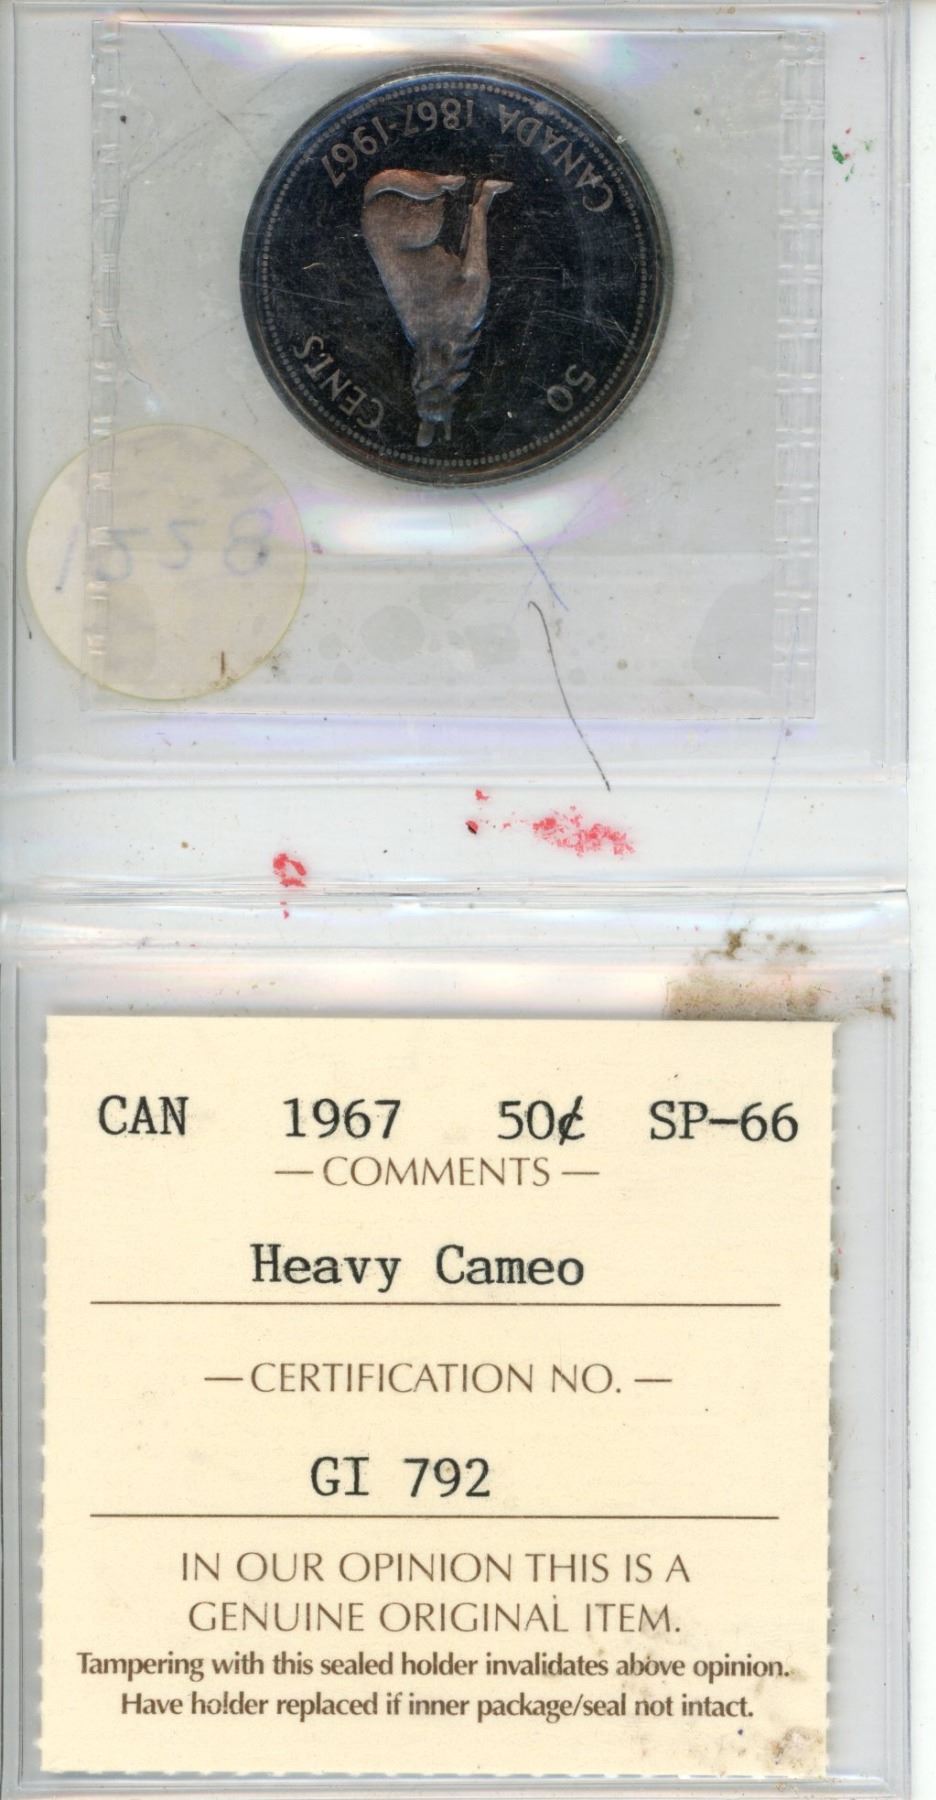 CANADA 1867-1967
50 CENTS
1228
CAN 1967 50¢ SP-66
— COMMENTS —
Heavy Cameo
— CERTIFICATION NO. —
GI 792
IN OUR OPINION THIS IS A
GENUINE ORIGINAL ITEM.
Tampering with this sealed holder invalidates above opinion.
Have holder replaced if inner package/seal not intact.